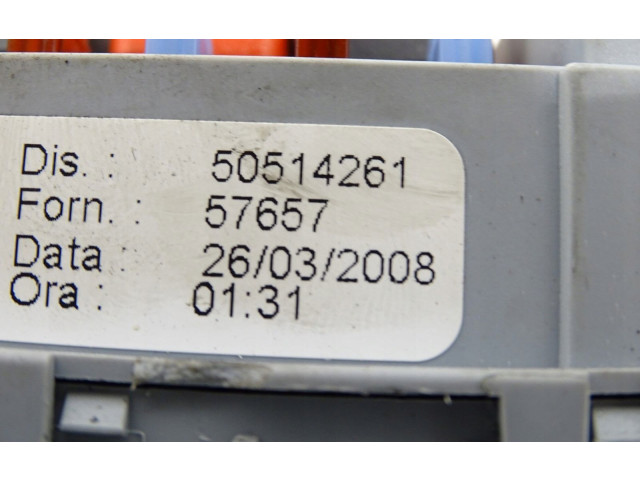 Dis. : 50514261
Forn. : 57657
Data : 26/03/2008
Ora : 01:31